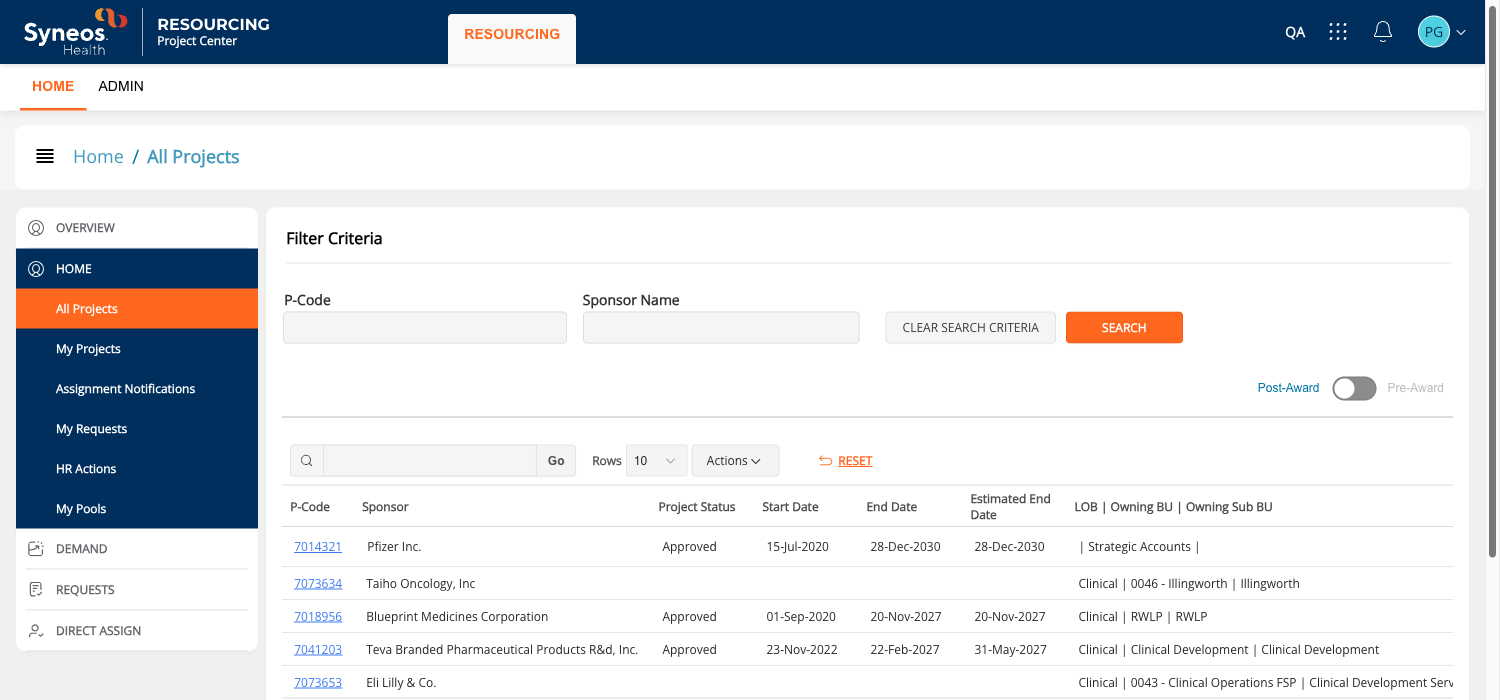 Syneos. Health
RESOURCING
Project Center
RESOURCING
QA
PG
HOME ADMIN
Home / All Projects
OVERVIEW
HOME
All Projects
My Projects
Assignment Notifications
My Requests
HR Actions
My Pools
DEMAND
REQUESTS
DIRECT ASSIGN
Filter Criteria
P-Code Sponsor Name
CLEAR SEARCH CRITERIA SEARCH
Post-Award Pre-Award
Go Rows 10 Actions RESET
P-Code Sponsor Project Status Start Date End Date Estimated End Date LOB | Owning BU | Owning Sub BU
7014321 Pfizer Inc. Approved 15-Jul-2020 28-Dec-2030 28-Dec-2030 | Strategic Accounts |
7073634 Taiho Oncology, Inc Clinical | 0046 - Illingworth | Illingworth
7018956 Blueprint Medicines Corporation Approved 01-Sep-2020 20-Nov-2027 20-Nov-2027 Clinical | RWLP | RWLP
7041203 Teva Branded Pharmaceutical Products R&d, Inc. Approved 23-Nov-2022 22-Feb-2027 31-May-2027 Clinical | Clinical Development | Clinical Development
7073653 Eli Lilly & Co. Clinical | 0043 - Clinical Operations FSP | Clinical Development Serv